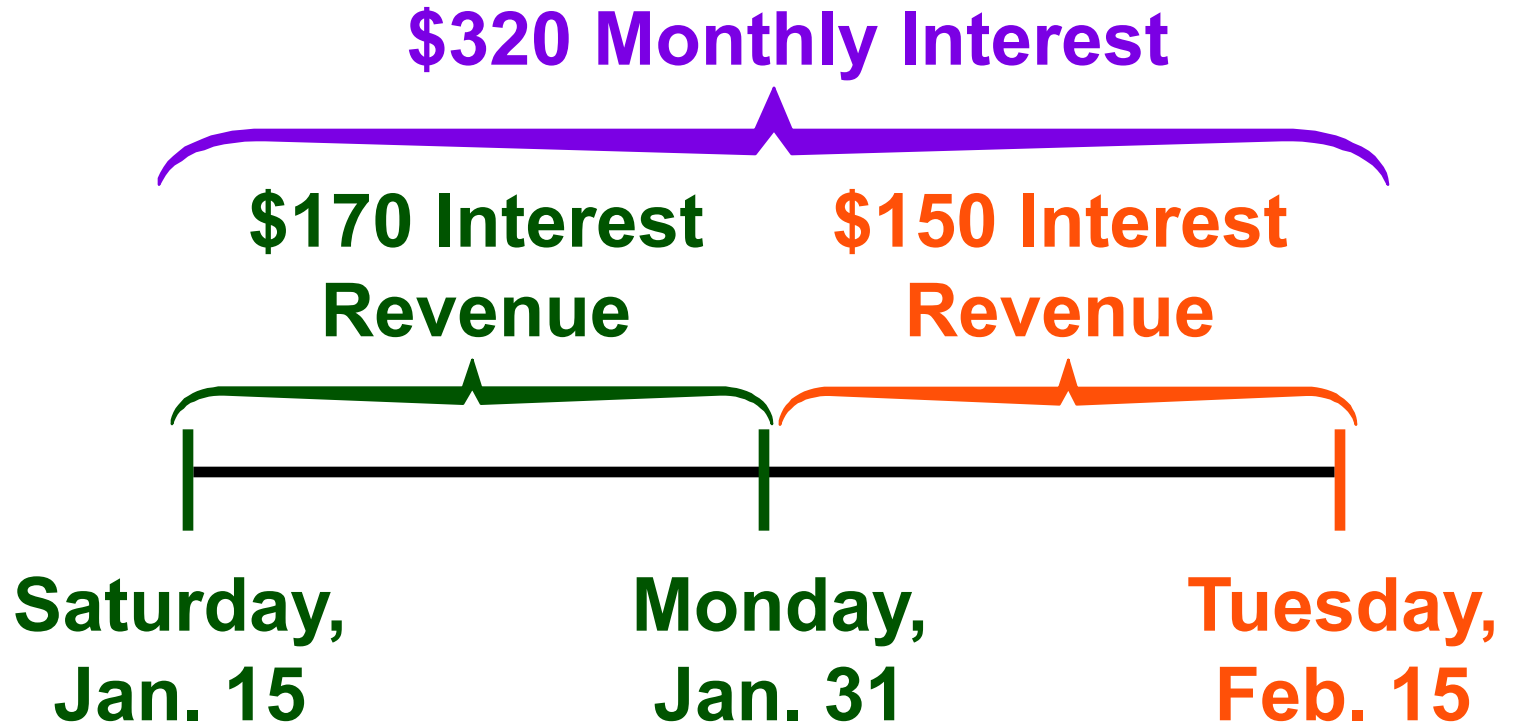 $320 Monthly Interest
$170 Interest
Revenue
$150 Interest
Revenue
Saturday,
Jan. 15
Monday,
Jan. 31
Tuesday,
Feb. 15